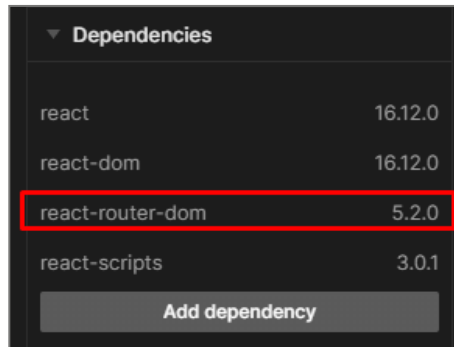 Dependencies
react 16.12.0
react-dom 16.12.0
react-router-dom 5.2.0
react-scripts 3.0.1
Add dependency